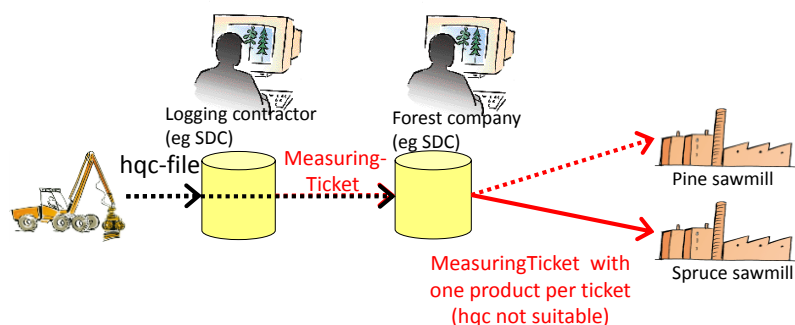 Logging contractor
(eg SDC)
Forest company
(eg SDC)
hqc-file
Measuring-
Ticket
Pine sawmill
Spruce sawmill
MeasuringTicket with
one product per ticket
(hqc not suitable)